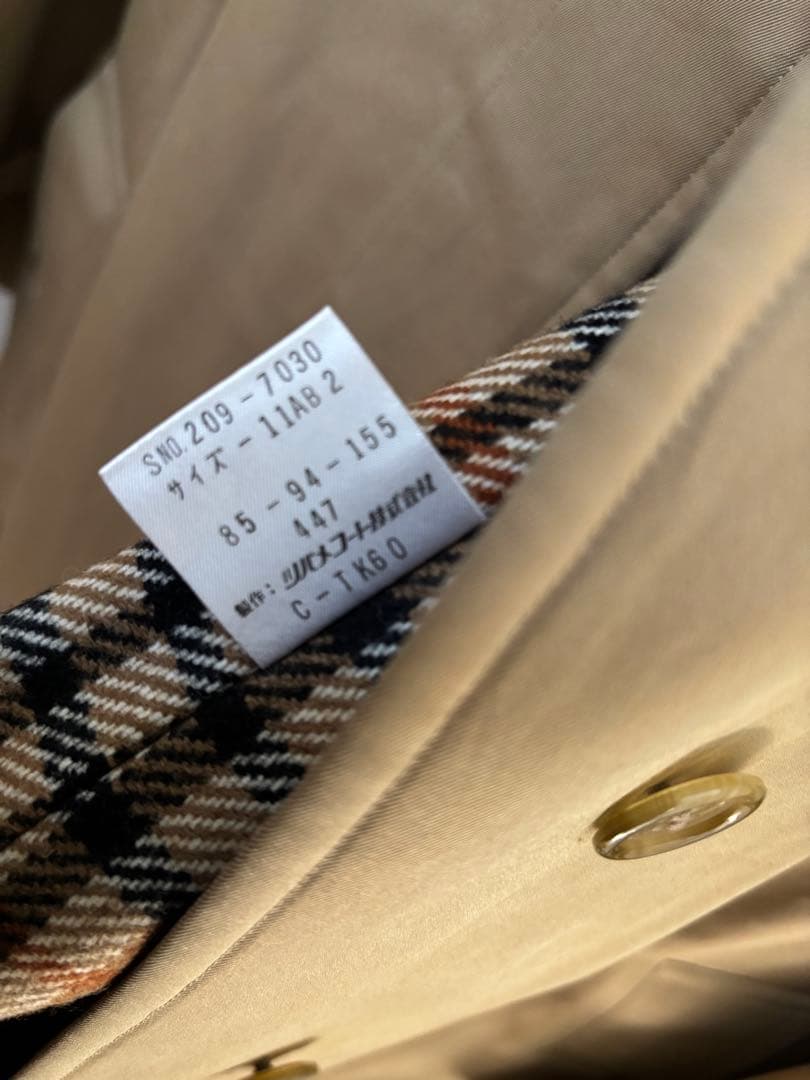 SNO.209-7030
サイズ-11AB2
85-94-155
447
製作:ツバメコート株式会社
C-TK60